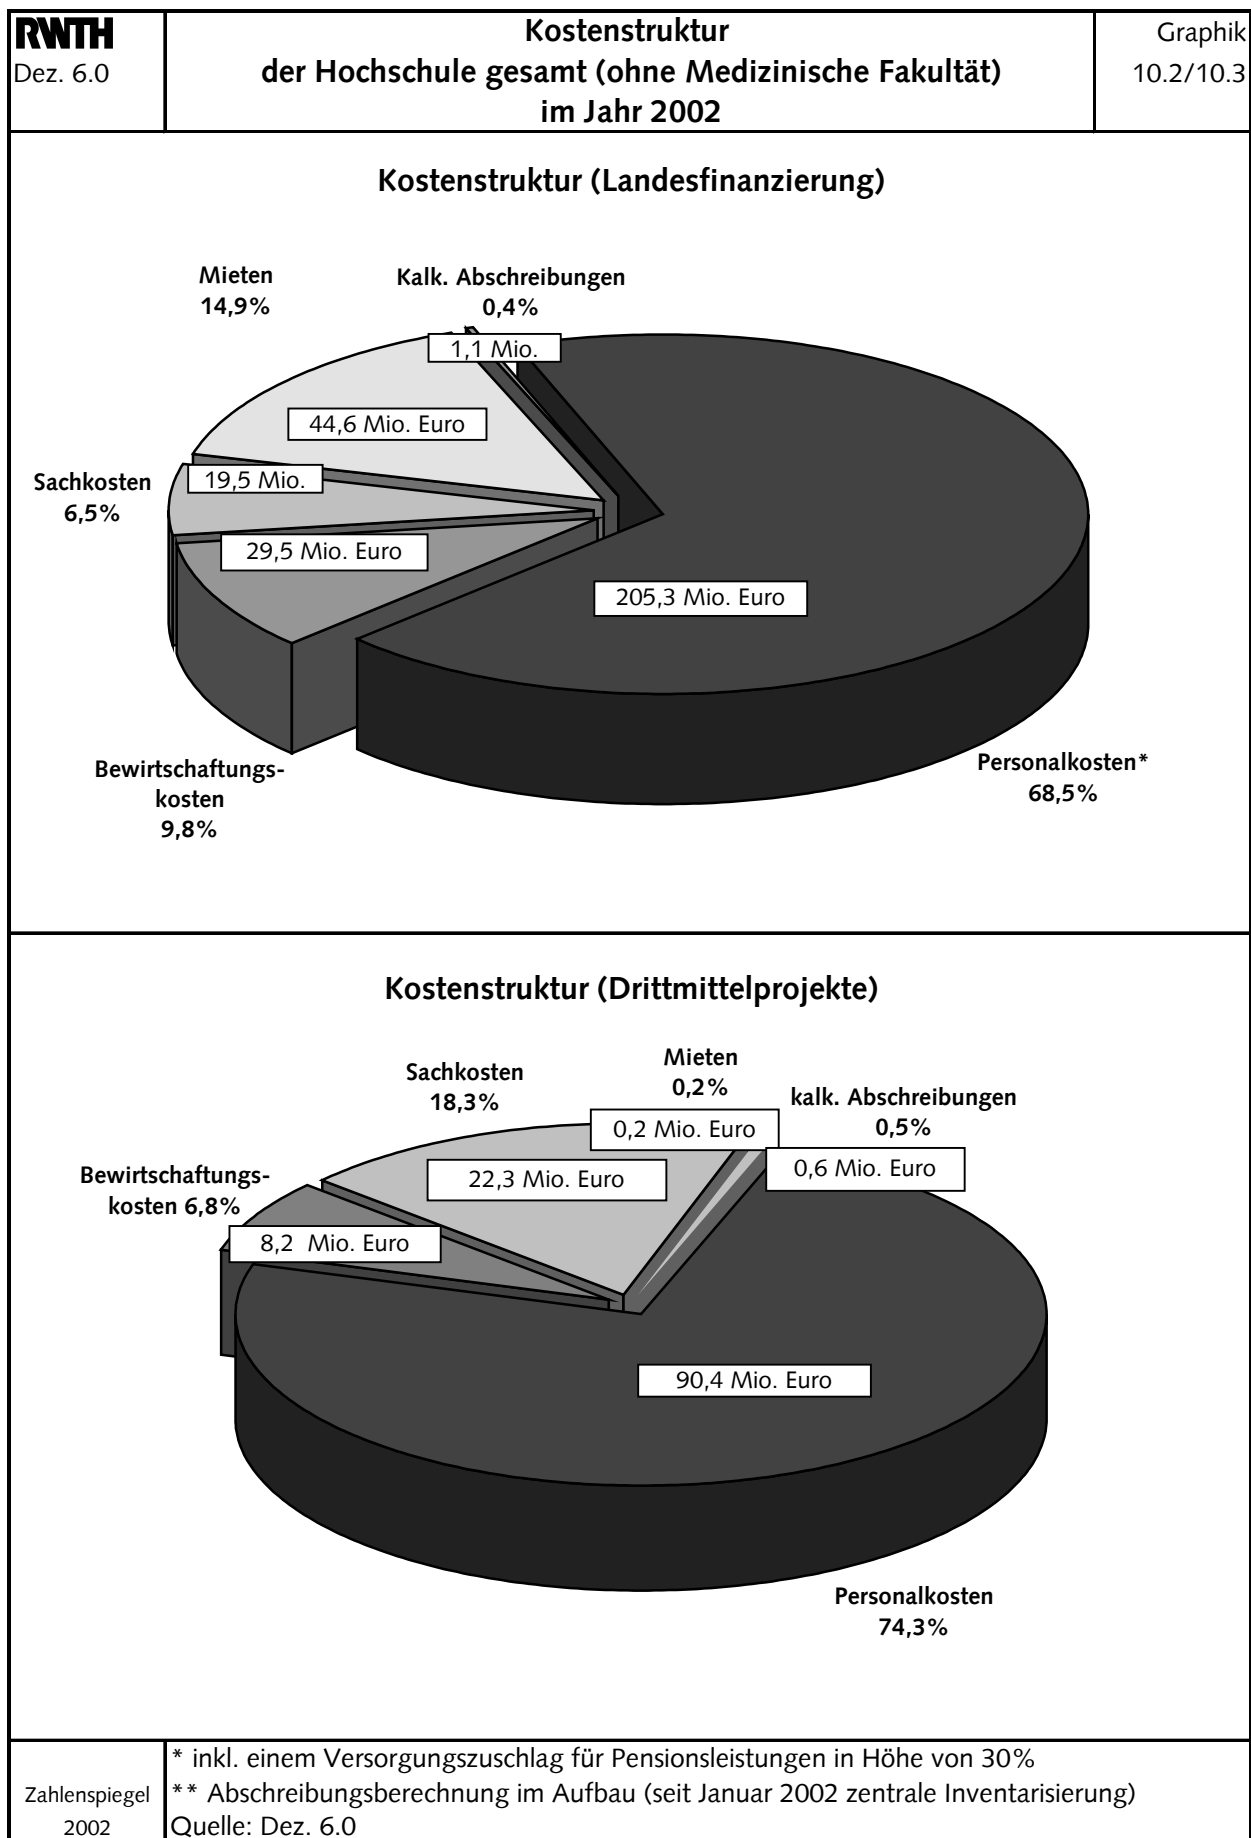 RWTH
Dez. 6.0
Kostenstruktur
der Hochschule gesamt (ohne Medizinische Fakultät)
im Jahr 2002
Graphik
10.2/10.3
Kostenstruktur (Landesfinanzierung)
Mieten
14,9%
Kalk. Abschreibungen
0,4%
1,1 Mio.
44,6 Mio. Euro
Sachkosten
6,5%
19,5 Mio.
29,5 Mio. Euro
205,3 Mio. Euro
Bewirtschaftungs-
kosten
9,8%
Personalkosten*
68,5%
Kostenstruktur (Drittmittelprojekte)
Sachkosten
18,3%
Mieten
0,2%
kalk. Abschreibungen
0,5%
0,2 Mio. Euro
0,6 Mio. Euro
22,3 Mio. Euro
Bewirtschaftungs-
kosten 6,8%
8,2 Mio. Euro
90,4 Mio. Euro
Personalkosten
74,3%
Zahlenspiegel
2002
* inkl. einem Versorgungszuschlag für Pensionsleistungen in Höhe von 30%
** Abschreibungsberechnung im Aufbau (seit Januar 2002 zentrale Inventarisierung)
Quelle: Dez. 6.0